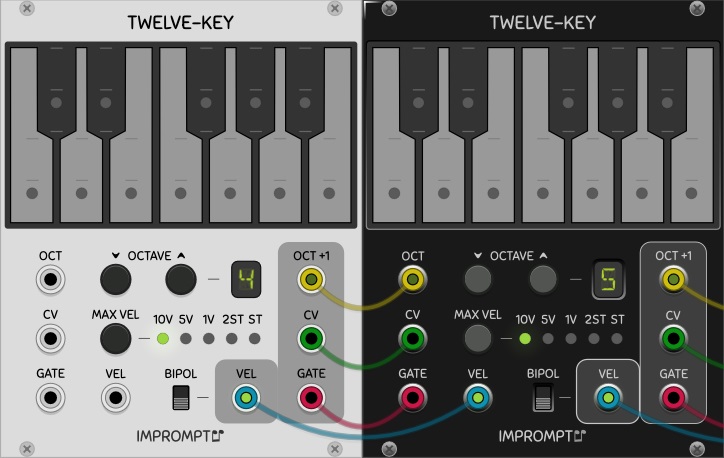 TWELVE-KEY
OCT
OCTAVE
4
OCT +1
CV
MAX VEL
10V 5V 1V 2ST ST
CV
GATE
VEL
BIPOL
VEL
GATE
IMPROMPTU
TWELVE-KEY
OCT
OCTAVE
5
OCT +1
CV
MAX VEL
10V 5V 1V 2ST ST
CV
GATE
VEL
BIPOL
VEL
GATE
IMPROMPTU